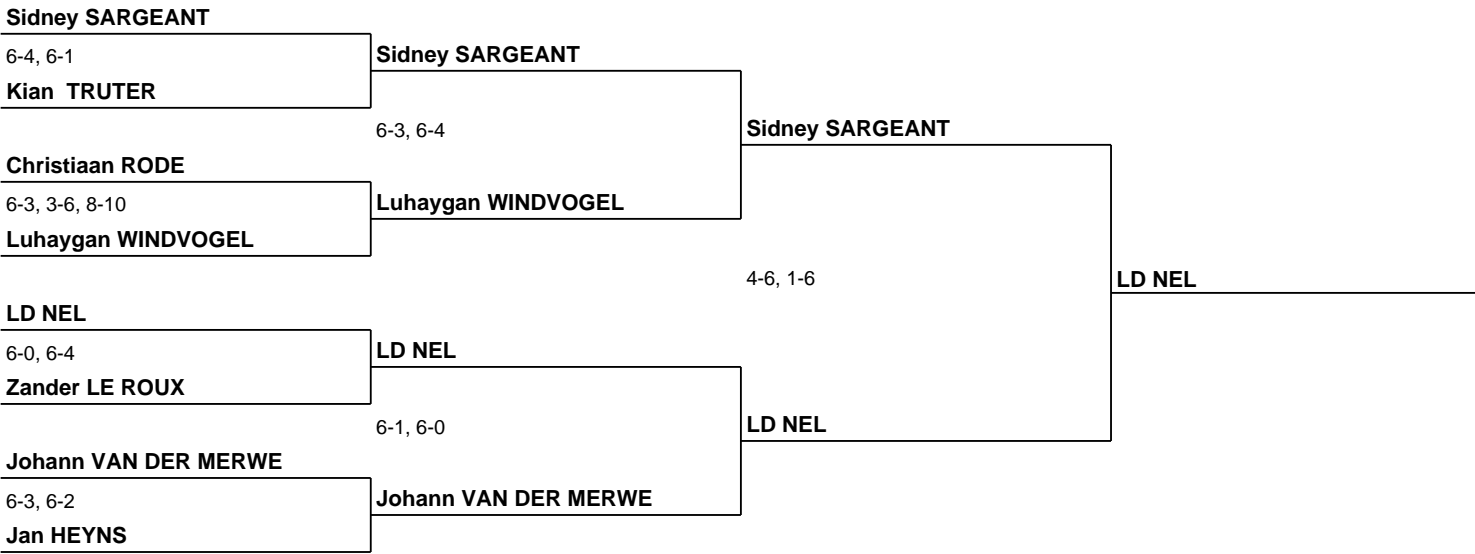 Sidney SARGEANT
6-4, 6-1
Sidney SARGEANT
Kian TRUTER
6-3, 6-4
Sidney SARGEANT
Christiaan RODE
6-3, 3-6, 8-10
Luhaygan WINDVOGEL
Luhaygan WINDVOGEL
4-6, 1-6
LD NEL
LD NEL
6-0, 6-4
LD NEL
Zander LE ROUX
6-1, 6-0
LD NEL
Johann VAN DER MERWE
6-3, 6-2
Johann VAN DER MERWE
Jan HEYNS